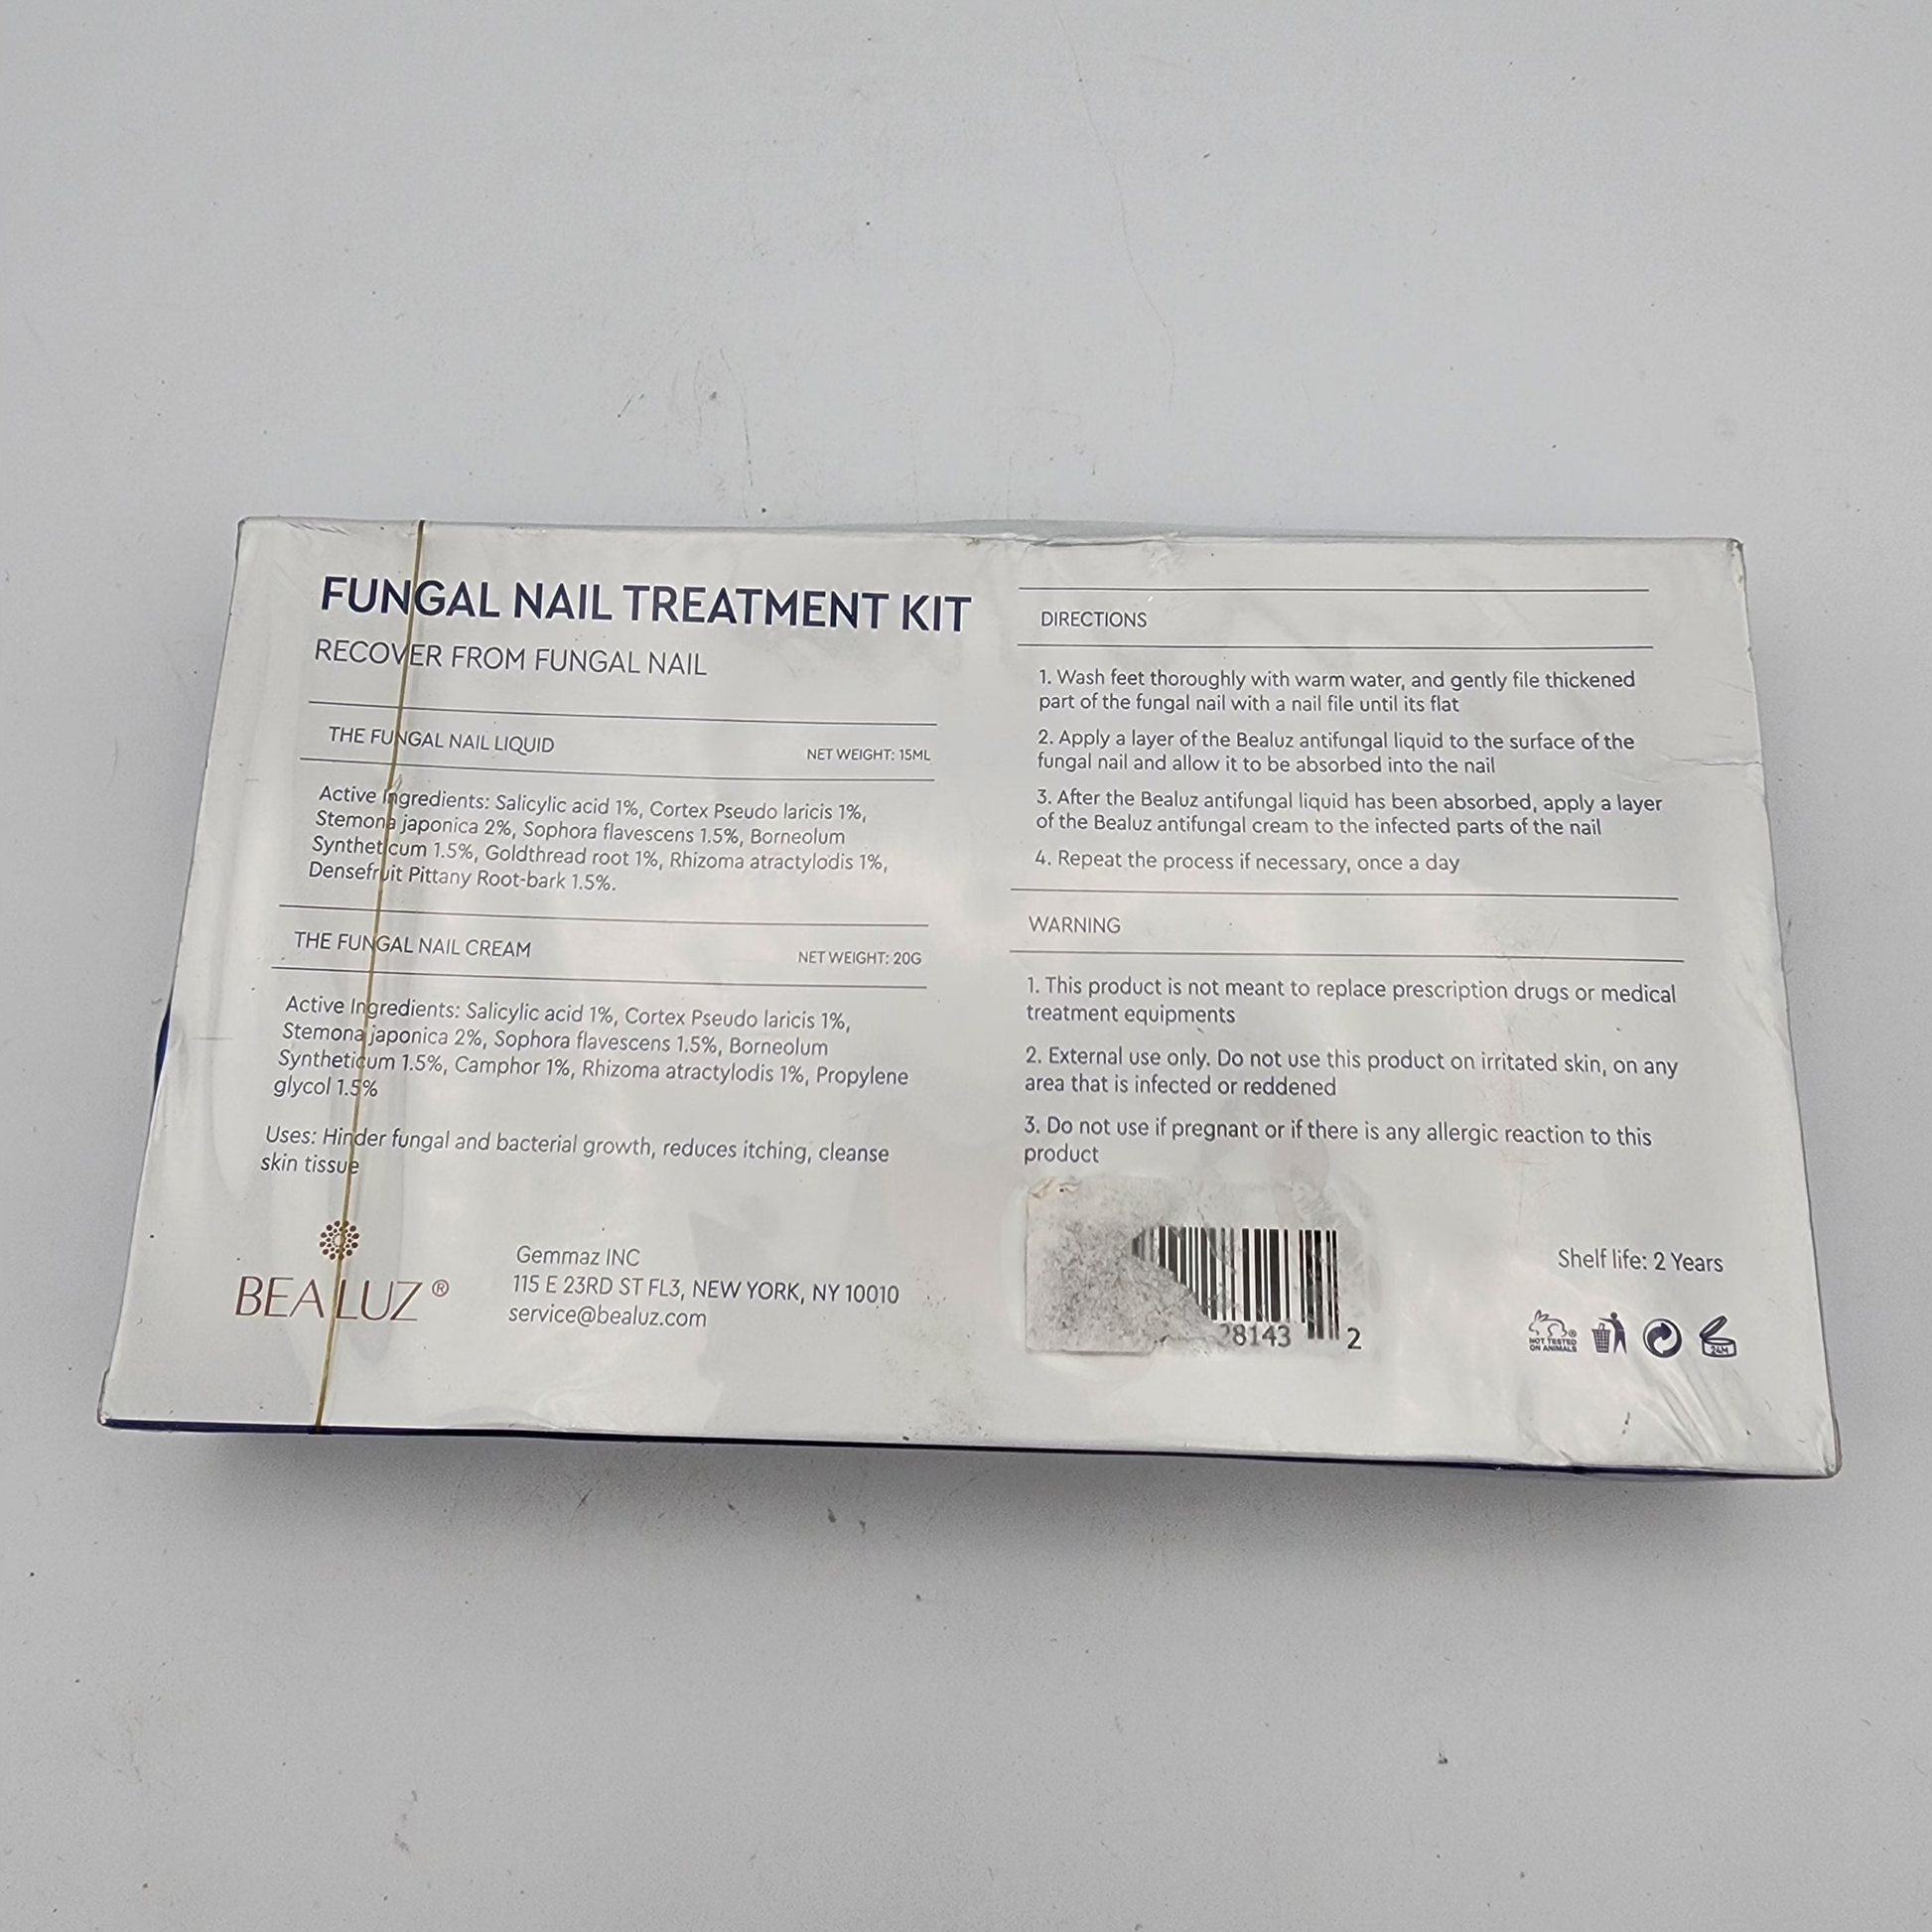 FUNGAL NAIL TREATMENT KIT
RECOVER FROM FUNGAL NAIL
THE FUNGAL NAIL LIQUID
NET WEIGHT: 15ML
Active Ingredients: Salicylic acid 1%, Cortex Pseudo laricis 1%,
Stemona japonica 2%, Sophora flavescens 1.5%, Borneolum
Syntheticum 1.5%, Goldthread root 1%, Rhizoma atractylodis 1%,
Densefruit Pittany Root-bark 1.5%.
THE FUNGAL NAIL CREAM
NET WEIGHT: 20G
Active Ingredients: Salicylic acid 1%, Cortex Pseudo laricis 1%,
Stemona japonica 2%, Sophora flavescens 1.5%, Borneolum
Syntheticum 1.5%, Camphor 1%, Rhizoma atractylodis 1%, Propylene
glycol 1.5%
Uses: Hinder fungal and bacterial growth, reduces itching, cleanse
skin tissue
BEALUZ®
Gemmaz INC
115 E 23RD ST FL3, NEW YORK, NY 10010
service@bealuz.com
DIRECTIONS
1. Wash feet thoroughly with warm water, and gently file thickened
part of the fungal nail with a nail file until its flat
2. Apply a layer of the Bealuz antifungal liquid to the surface of the
fungal nail and allow it to be absorbed into the nail
3. After the Bealuz antifungal liquid has been absorbed, apply a layer
of the Bealuz antifungal cream to the infected parts of the nail
4. Repeat the process if necessary, once a day
WARNING
1. This product is not meant to replace prescription drugs or medical
treatment equipments
2. External use only. Do not use this product on irritated skin, on any
area that is infected or reddened
3. Do not use if pregnant or if there is any allergic reaction to this
product
28143 2
Shelf life: 2 Years
NOT TESTED
ON ANIMALS
24M